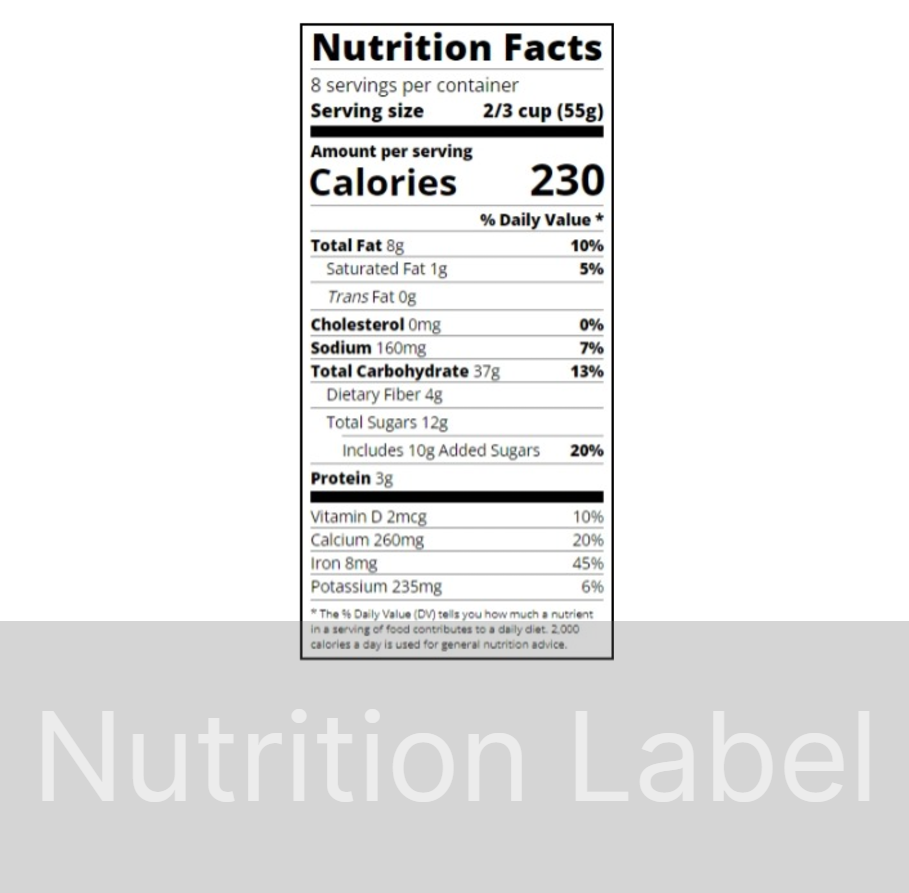 Nutrition Facts
8 servings per container
Serving size 2/3 cup (55g)
Amount per serving
Calories 230
% Daily Value *
Total Fat 8g 10%
Saturated Fat 1g 5%
Trans Fat 0g
Cholesterol 0mg 0%
Sodium 160mg 7%
Total Carbohydrate 37g 13%
Dietary Fiber 4g
Total Sugars 12g
Includes 10g Added Sugars 20%
Protein 3g
Vitamin D 2mcg 10%
Calcium 260mg 20%
Iron 8mg 45%
Potassium 235mg 6%
* The % Daily Value (DV) tells you how much a nutrient
in a serving of food contributes to a daily diet. 2,000
calories a day is used for general nutrition advice.
Nutrition Label